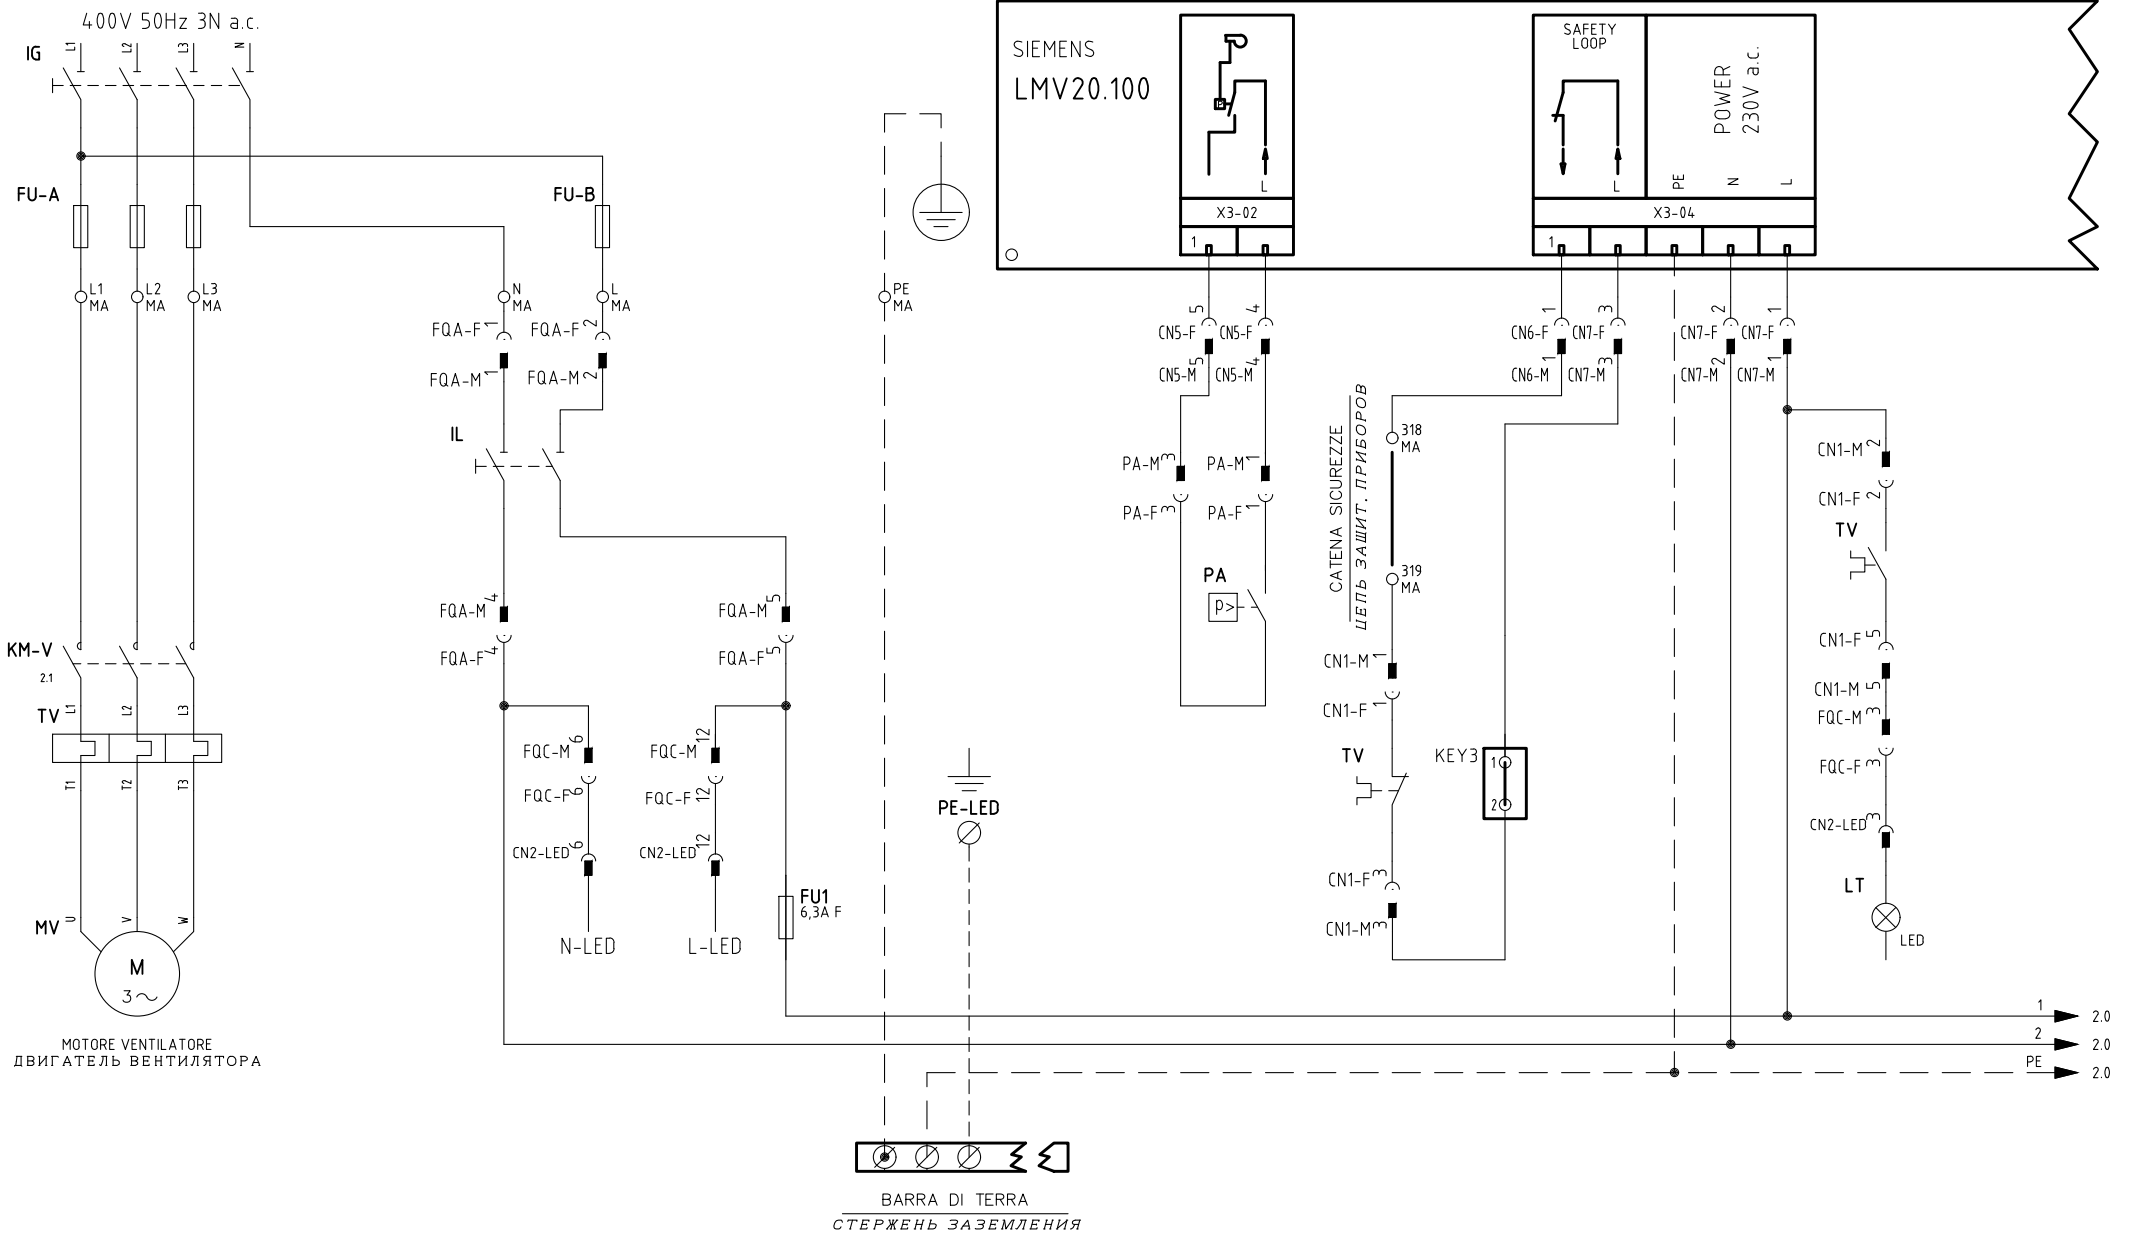 400V 50Hz 3N a.c.
IG
L1
L2
L3
N
FU-A
FU-B
L1
MA
L2
MA
L3
MA
N
MA
L
MA
PE
MA
FQA-F 1
FQA-F 2
FQA-M 1
FQA-M 2
IL
FQA-M 4
FQA-M 5
FQA-F 4
FQA-F 5
KM-V
2.1
TV
L1
L2
L3
T1
T2
T3
MV
U
V
W
M
3~
MOTORE VENTILATORE
ДВИГАТЕЛЬ ВЕНТИЛЯТОРА
FQC-M 6
FQC-M 12
FQC-F 6
FQC-F 12
CN2-LED 6
CN2-LED 12
N-LED
L-LED
FU1
6,3A F
PE-LED
BARRA DI TERRA
СТЕРЖЕНЬ ЗАЗЕМЛЕНИЯ
SIEMENS
LMV20.100
P
L
X3-02
1
SAFETY
LOOP
L
POWER
230V a.c.
PE
N
L
X3-04
1
CN5-F 5
CN5-F 4
CN5-M 5
CN5-M 4
PA-M 3
PA-M 1
PA-F 3
PA-F 1
PA
P>
CN6-F 1
CN7-F 3
CN7-F 2
CN7-F 1
CN6-M 1
CN7-M 3
CN7-M 2
CN7-M 1
318
MA
319
MA
CATENA SICUREZZE
ЦЕПЬ ЗАЩИТ. ПРИБОРОВ
CN1-M 1
CN1-F 1
TV
CN1-F 3
CN1-M 3
KEY3
1
2
CN1-M 2
CN1-F 2
TV
CN1-F 5
CN1-M 5
FQC-M 3
FQC-F 3
CN2-LED 3
LT
LED
1
2.0
2
2.0
PE
2.0